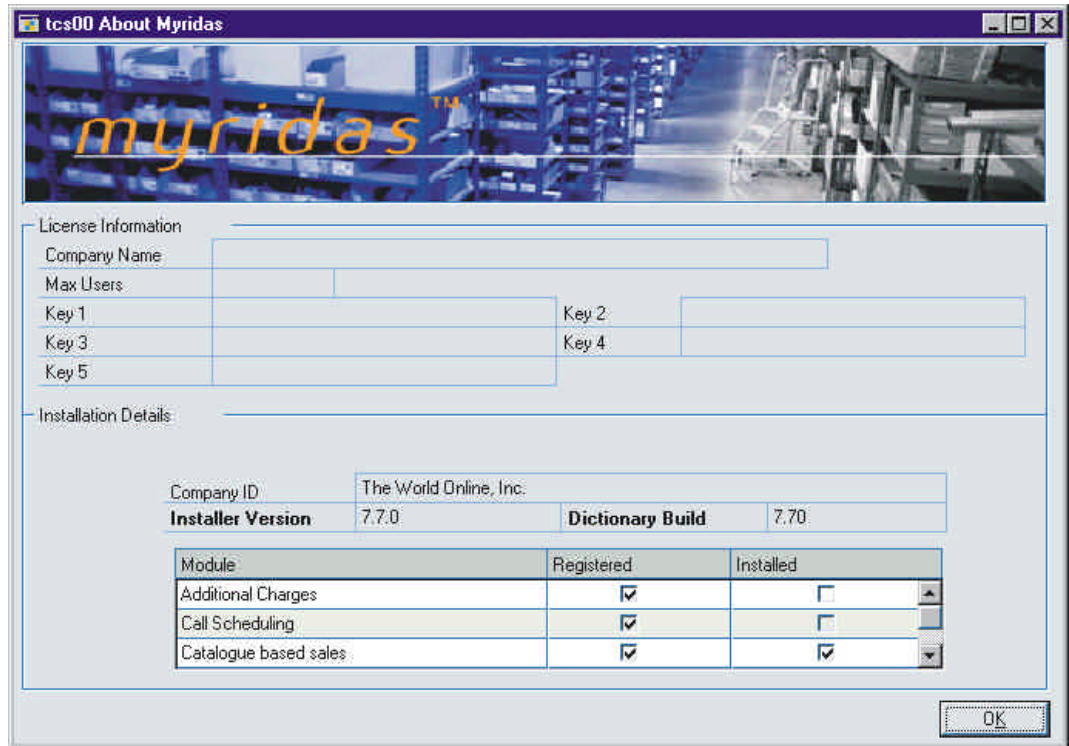 tcs00 About Myridas
myridas™
License Information
Company Name
Max Users
Key 1 Key 2
Key 3 Key 4
Key 5
Installation Details
Company ID The World Online, Inc.
Installer Version 7.7.0 Dictionary Build 7.70
Module Registered Installed
Additional Charges
Call Scheduling
Catalogue based sales
OK